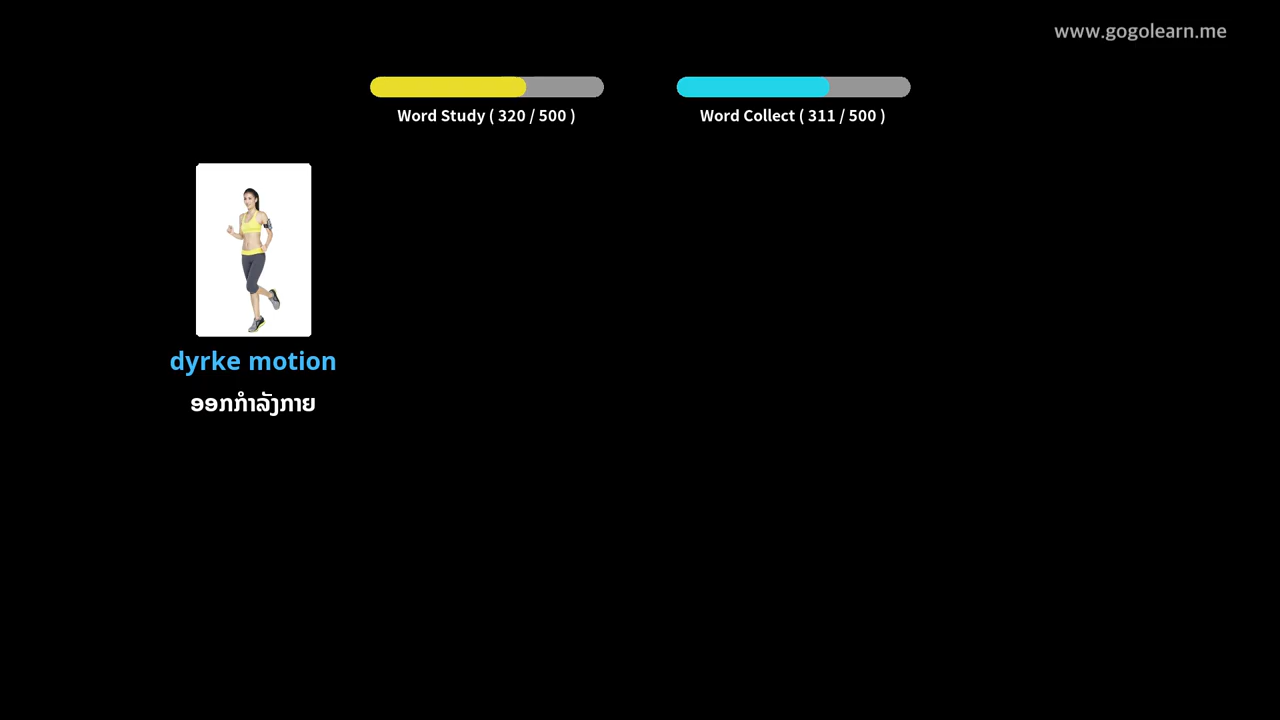 www.gogolearn.me
Word Study ( 320 / 500 )
Word Collect ( 311 / 500 )
dyrke motion
ອອກກຳລັງກາຍ